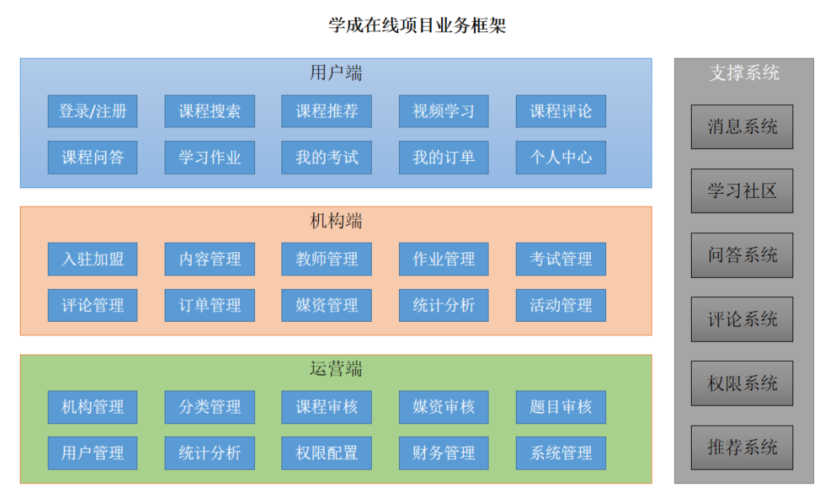 学成在线项目业务框架
用户端
登录/注册 课程搜索 课程推荐 视频学习 课程评论
课程问答 学习作业 我的考试 我的订单 个人中心
机构端
入驻加盟 内容管理 教师管理 作业管理 考试管理
评论管理 订单管理 媒资管理 统计分析 活动管理
运营端
机构管理 分类管理 课程审核 媒资审核 题目审核
用户管理 统计分析 权限配置 财务管理 系统管理
支撑系统
消息系统
学习社区
问答系统
评论系统
权限系统
推荐系统